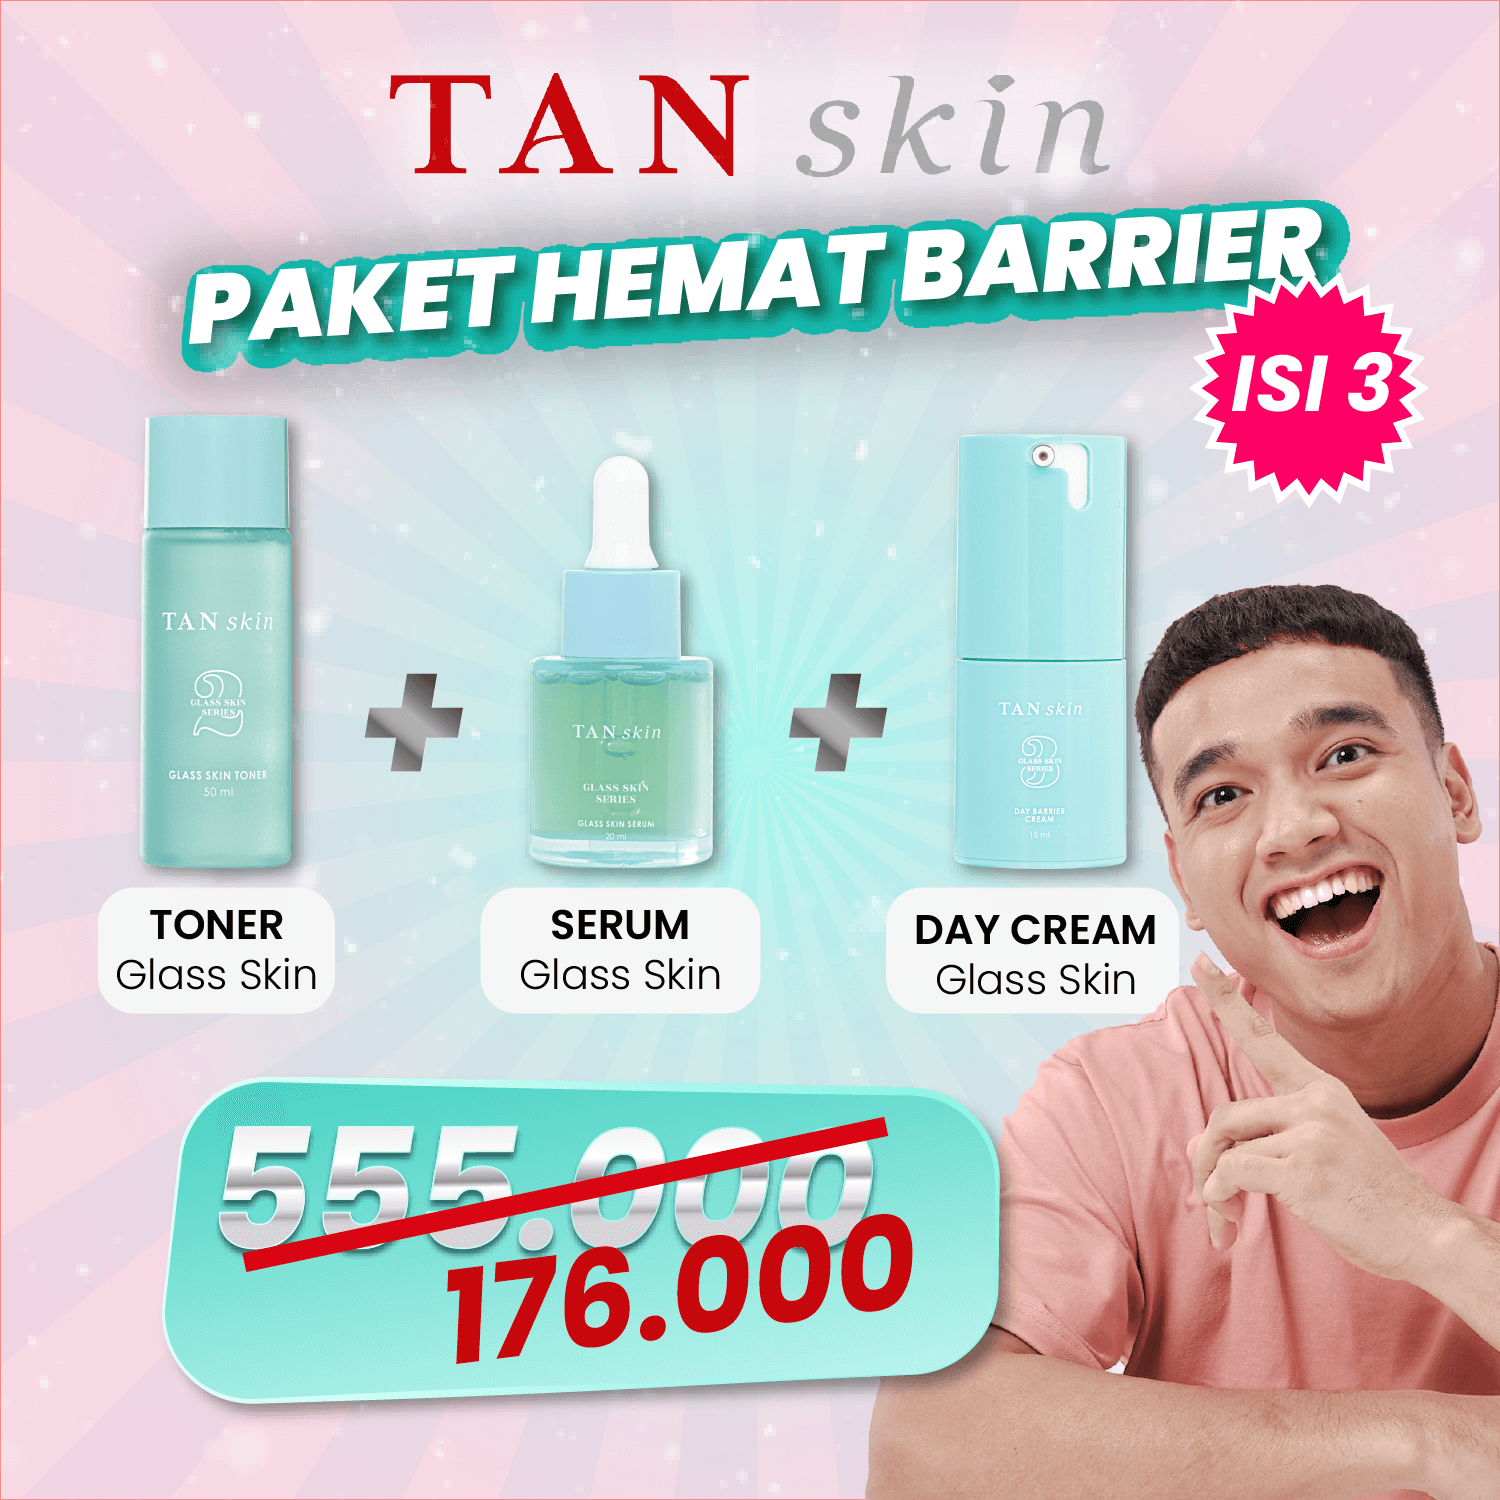 TAN skin
PAKET HEMAT BARRIER
ISI 3
TAN skin
2
GLASS SKIN
SERIES
GLASS SKIN TONER
50 ml
TAN skin
GLASS SKIN
SERIES
GLASS SKIN SERUM
20 ml
TAN skin
3
GLASS SKIN
SERIES
DAY BARRIER
CREAM
15 ml
TONER
Glass Skin
SERUM
Glass Skin
DAY CREAM
Glass Skin
555.000
176.000